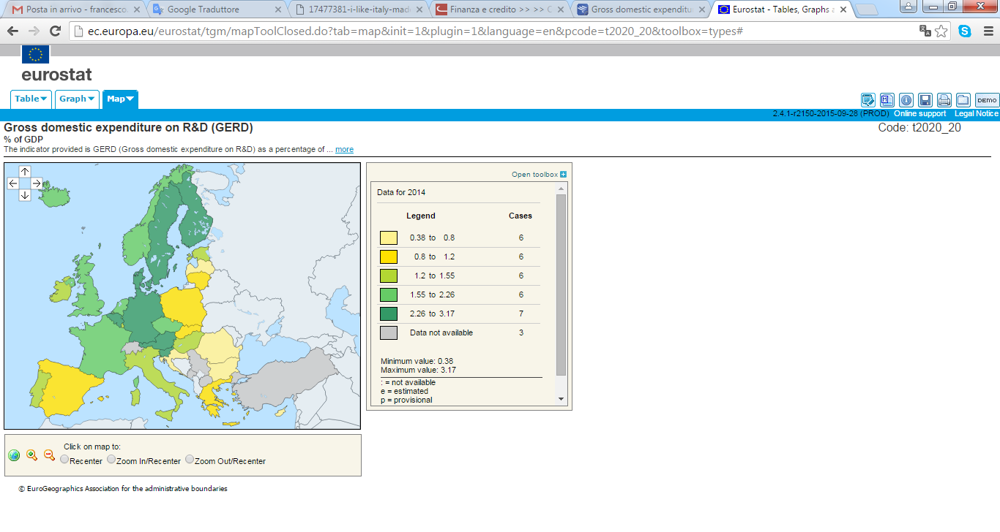 Posta in arrivo - francesco.
Google Traduttore
17477381-i-like-italy-made
Finanza e credito >>>>> C
Gross domestic expenditu
Eurostat - Tables, Graphs a
ec.europa.eu/eurostat/tgm/mapToolClosed.do?tab=map&init=1&plugin=1&language=en&pcode=t2020_20&toolbox=types#
eurostat
Table Graph Map
DEMO
2.4.1-r2150-2015-09-28 (PROD) Online support Legal Notice
Gross domestic expenditure on R&D (GERD) Code: t2020_20
% of GDP
The indicator provided is GERD (Gross domestic expenditure on R&D) as a percentage of ... more
Open toolbox
Data for 2014
Legend Cases
0.38 to 0.8 6
0.8 to 1.2 6
1.2 to 1.55 6
1.55 to 2.26 6
2.26 to 3.17 7
Data not available 3
Minimum value: 0.38
Maximum value: 3.17
: = not available
e = estimated
p = provisional
Click on map to:
Recenter Zoom In/Recenter Zoom Out/Recenter
© EuroGeographics Association for the administrative boundaries